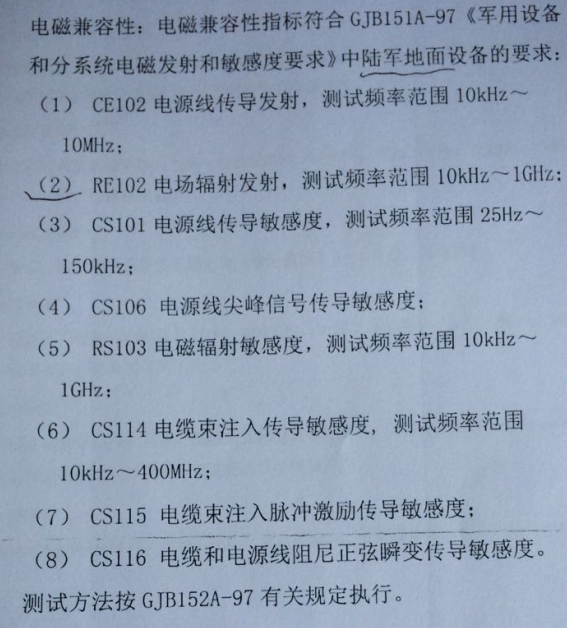 电磁兼容性：电磁兼容性指标符合 GJB151A-97《军用设备
和分系统电磁发射和敏感度要求》中陆军地面设备的要求：
（1） CE102 电源线传导发射，测试频率范围 10kHz～
10MHz；
（2） RE102 电场辐射发射，测试频率范围 10kHz～1GHz；
（3） CS101 电源线传导敏感度，测试频率范围 25Hz～
150kHz；
（4） CS106 电源线尖峰信号传导敏感度；
（5） RS103 电磁辐射敏感度，测试频率范围 10kHz～
1GHz；
（6） CS114 电缆束注入传导敏感度, 测试频率范围
10kHz～400MHz；
（7） CS115 电缆束注入脉冲激励传导敏感度；
（8） CS116 电缆和电源线阻尼正弦瞬变传导敏感度。
测试方法按 GJB152A-97 有关规定执行。